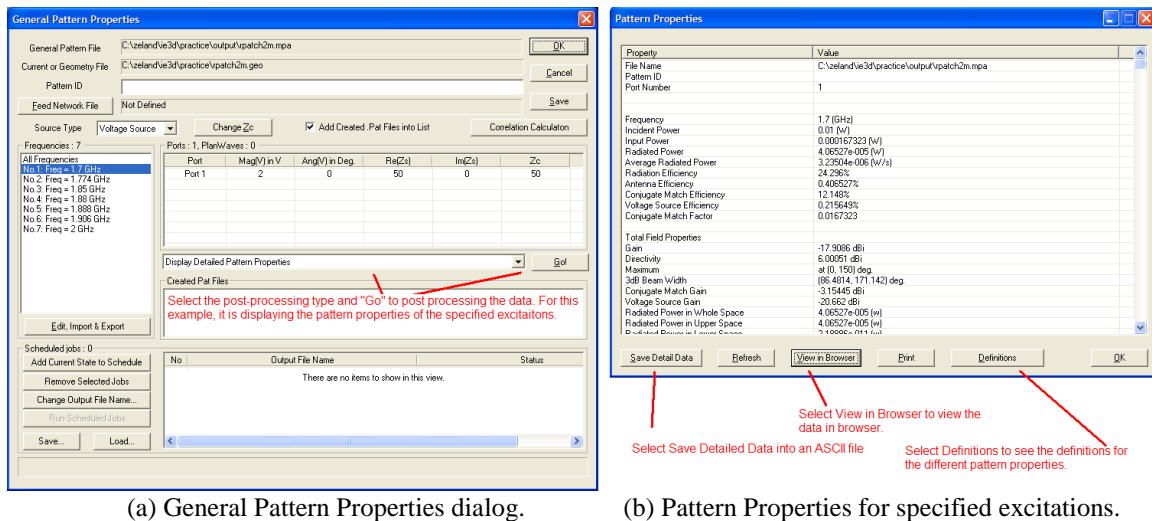 General Pattern Properties
General Pattern File C:\zeland\ie3d\practice\output\rpatch2m.mpa OK
Current or Geometry File C:\zeland\ie3d\practice\rpatch2m.geo Cancel
Pattern ID
Feed Network File Not Defined Save
Source Type Voltage Source Change Zc Add Created .Pat Files into List Correlation Calculaton
Frequencies : 7
All Frequencies
No.1: Freq = 1.7 GHz
No.2: Freq = 1.774 GHz
No.3: Freq = 1.85 GHz
No.4: Freq = 1.88 GHz
No.5: Freq = 1.888 GHz
No.6: Freq = 1.906 GHz
No.7: Freq = 2 GHz
Edit, Import & Export
Ports : 1, PlanWaves : 0
Port Mag(V) in V Ang(V) in Deg. Re(Zs) Im(Zs) Zc
Port 1 2 0 50 0 50
Display Detailed Pattern Properties Go!
Created Pat Files
Select the post-processing type and "Go" to post processing the data. For this
example, it is displaying the pattern properties of the specified excitaitons.
Scheduled jobs : 0
Add Current State to Schedule
Remove Selected Jobs
Change Output File Name...
Run Scheduled Jobs
Save... Load...
No Output File Name Status
There are no items to show in this view.
(a) General Pattern Properties dialog.
Pattern Properties
Property Value
File Name C:\zeland\ie3d\practice\output\rpatch2m.mpa
Pattern ID
Port Number 1
Frequency 1.7 (GHz)
Incident Power 0.01 (W)
Input Power 0.000167323 (W)
Radiated Power 4.06527e-005 (W)
Average Radiated Power 3.23504e-006 (W/s)
Radiation Efficiency 24.296%
Antenna Efficiency 0.406527%
Conjugate Match Efficiency 12.148%
Voltage Source Efficiency 0.215649%
Conjugate Match Factor 0.0167323
Total Field Properties
Gain -17.9086 dBi
Directivity 6.00051 dBi
Maximum at (0, 150) deg.
3dB Beam Width (86.4814, 171.142) deg.
Conjugate Match Gain -3.15445 dBi
Voltage Source Gain -20.662 dBi
Radiated Power in Whole Space 4.06527e-005 (w)
Radiated Power in Upper Space 4.06527e-005 (w)
Radiated Power in Lower Space 2.18886e-011 (w)
Save Detail Data Refresh View in Browser Print Definitions OK
Select View in Browser to view the
data in browser.
Select Save Detailed Data into an ASCII file
Select Definitions to see the definitions for
the different pattern properties.
(b) Pattern Properties for specified excitations.